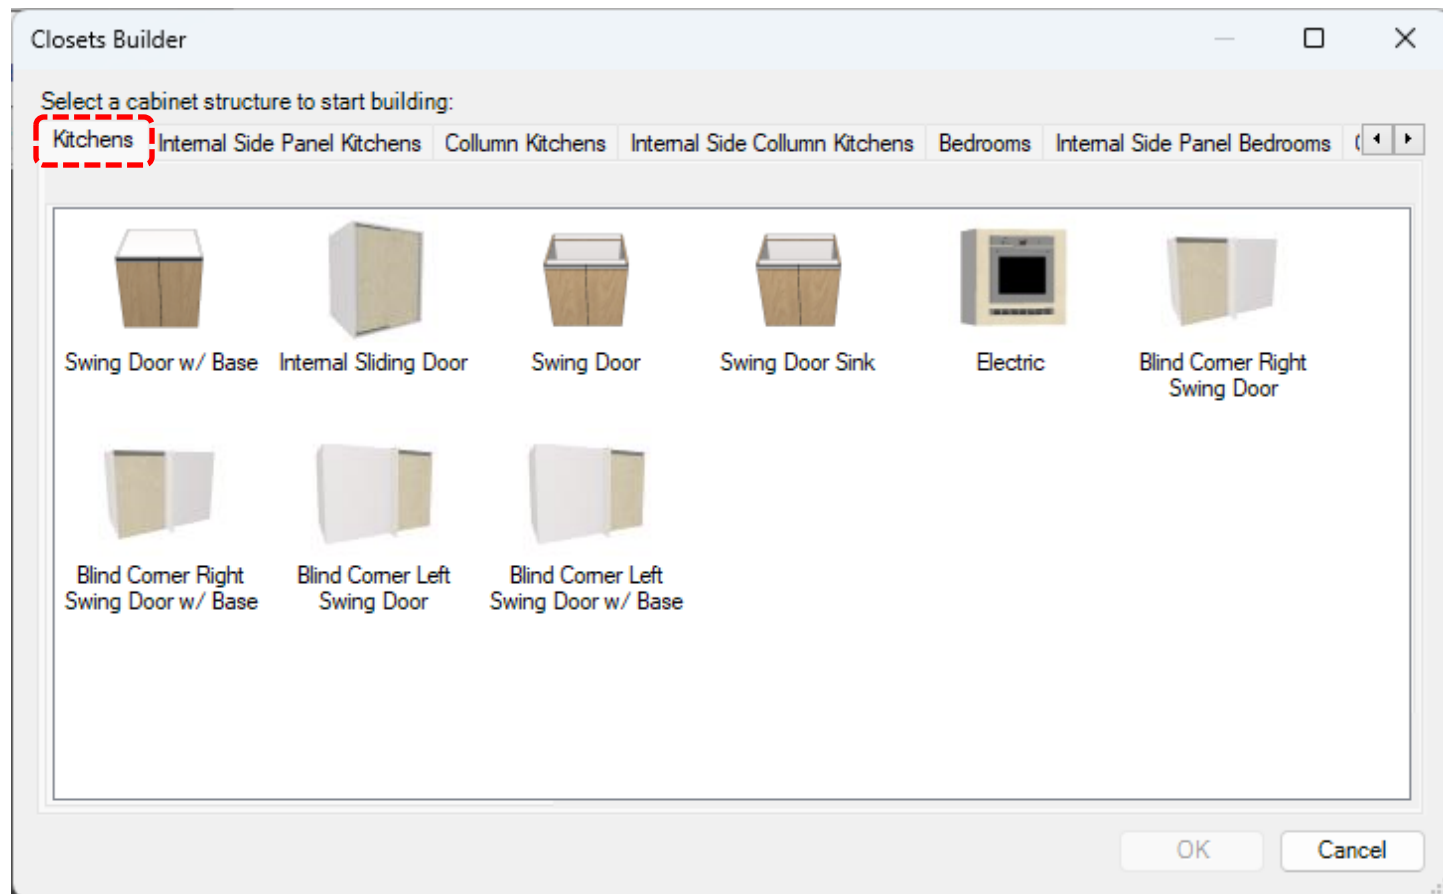 Closets Builder
Select a cabinet structure to start building:
Kitchens Internal Side Panel Kitchens Collumn Kitchens Internal Side Collumn Kitchens Bedrooms Internal Side Panel Bedrooms
Swing Door w/ Base Internal Sliding Door Swing Door Swing Door Sink Electric Blind Corner Right
Swing Door
Blind Corner Right Blind Corner Left Blind Corner Left
Swing Door w/ Base Swing Door Swing Door w/ Base
OK Cancel